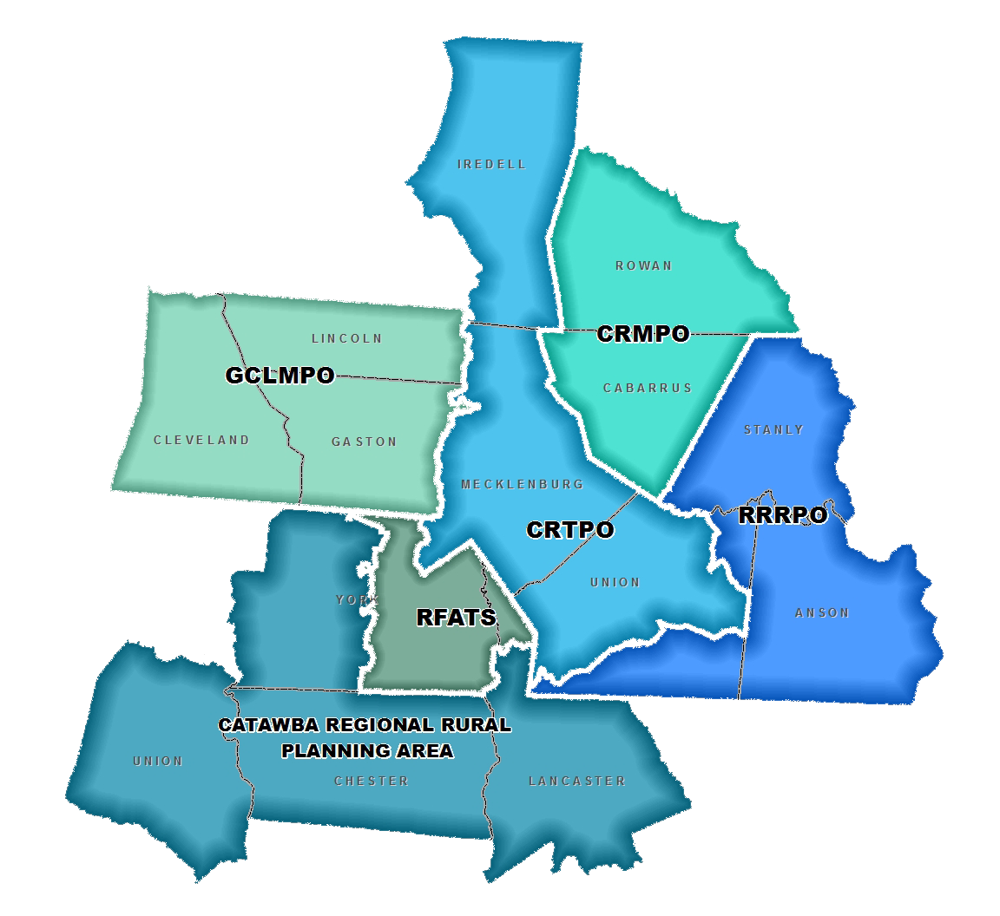 IREDELL
ROWAN
CRMPO
LINCOLN
GCLMPO
CABARRUS
STANLY
CLEVELAND
GASTON
MECKLENBURG
RRRPO
CRTPO
UNION
YORK
ANSON
RFATS
CATAWBA REGIONAL RURAL
PLANNING AREA
UNION
CHESTER
LANCASTER